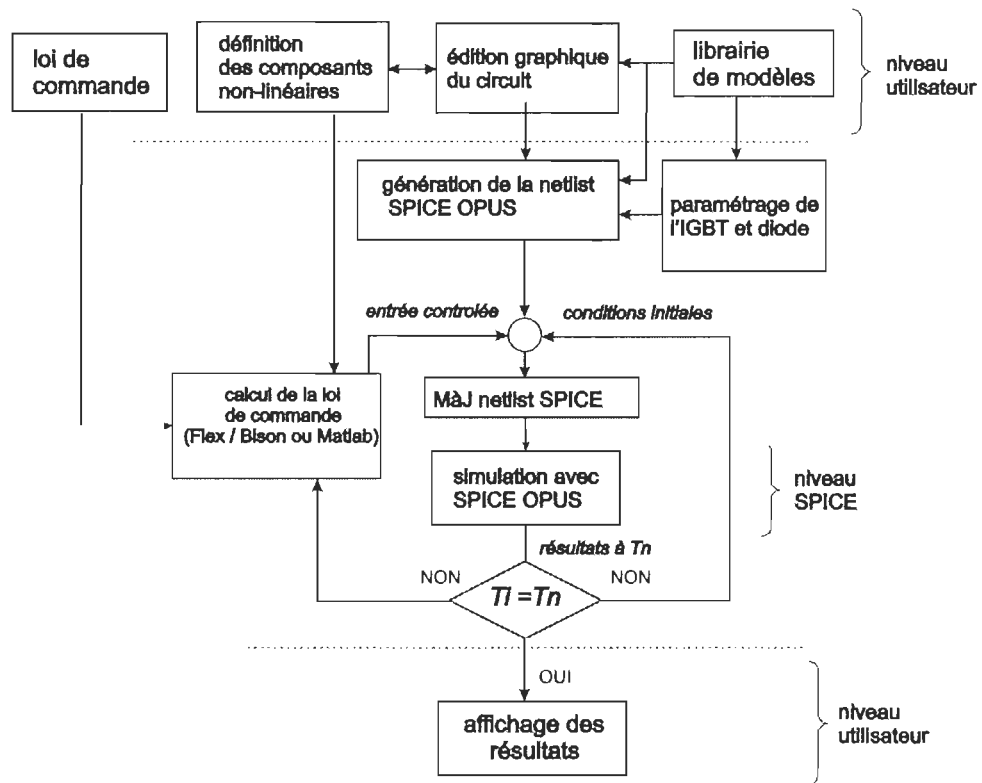 loi de
commande
définition
des composants
non-linéaires
édition graphique
du circuit
librairie
de modèles
niveau
utilisateur
génération de la netlist
SPICE OPUS
paramétrage de
l'IGBT et diode
entrée controlée
conditions initiales
calcul de la loi
de commande
(Flex / Bison ou Matlab)
MàJ netlist SPICE
simulation avec
SPICE OPUS
niveau
SPICE
résultats à Tn
NON
NON
Ti =Tn
OUI
affichage des
résultats
niveau
utilisateur